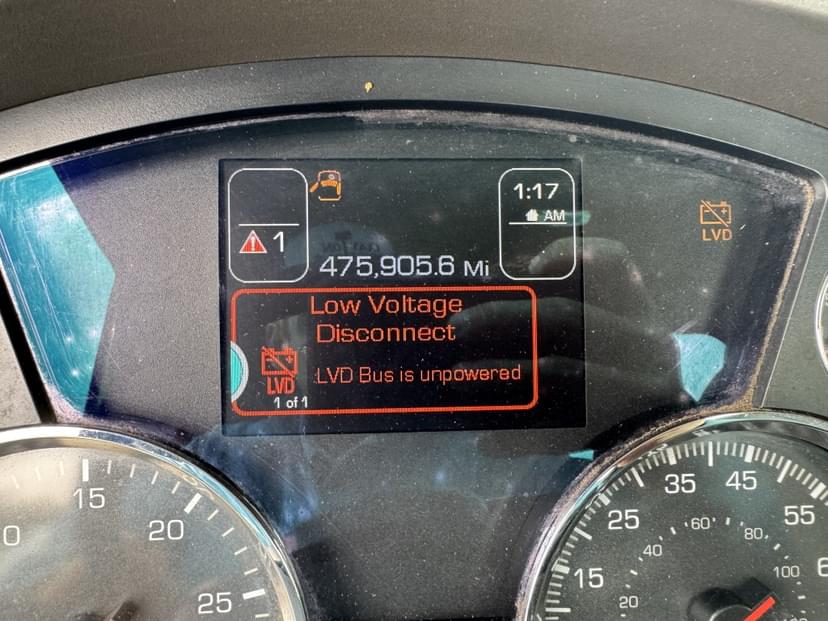 1:17
AM
1
LVD
475,905.6 Mi
Low Voltage
Disconnect
LVD Bus is unpowered
LVD
1 of 1
15
20
25
15
25
35
45
55
20
40
60
80
100